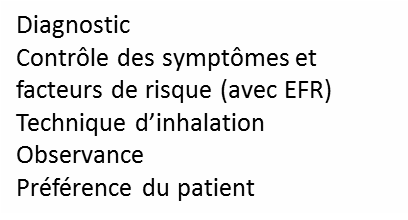 Diagnostic
Contrôle des symptômes et
facteurs de risque (avec EFR)
Technique d’inhalation
Observance
Préférence du patient